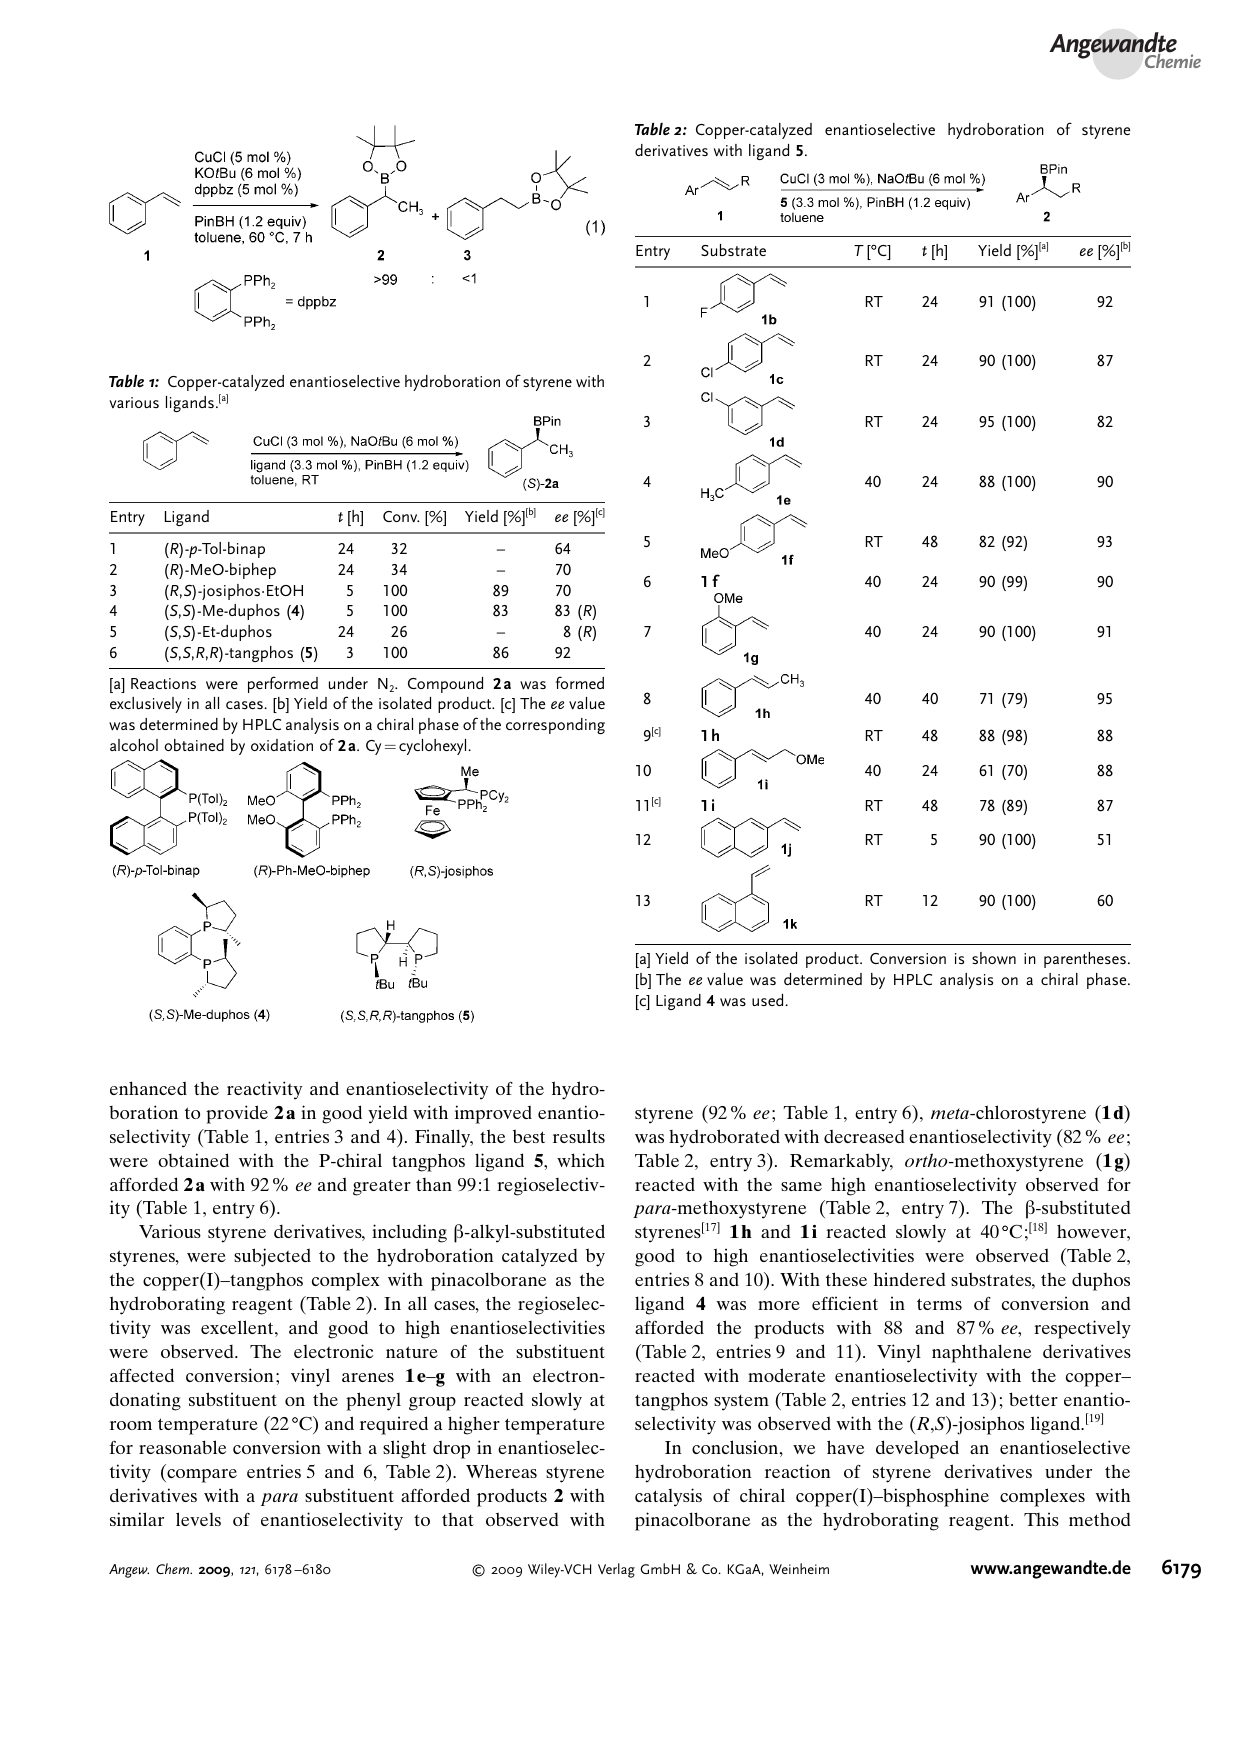 Angewandte
Chemie
CuCl (5 mol %)
KOtBu (6 mol %)
dppbz (5 mol %)
PinBH (1.2 equiv)
toluene, 60 °C, 7 h
1
O O
B
CH3
2
+
O
B
O
3
(1)
>99 : <1
PPh2
PPh2
= dppbz
Table 1: Copper-catalyzed enantioselective hydroboration of styrene with
various ligands.[a]
CuCl (3 mol %), NaOtBu (6 mol %)
ligand (3.3 mol %), PinBH (1.2 equiv)
toluene, RT
BPin
CH3
(S)-2a
Entry Ligand t [h] Conv. [%] Yield [%][b] ee [%][c]
1 (R)-p-Tol-binap 24 32 – 64
2 (R)-MeO-biphep 24 34 – 70
3 (R,S)-josiphos·EtOH 5 100 89 70
4 (S,S)-Me-duphos (4) 5 100 83 83 (R)
5 (S,S)-Et-duphos 24 26 – 8 (R)
6 (S,S,R,R)-tangphos (5) 3 100 86 92
[a] Reactions were performed under N2. Compound 2a was formed
exclusively in all cases. [b] Yield of the isolated product. [c] The ee value
was determined by HPLC analysis on a chiral phase of the corresponding
alcohol obtained by oxidation of 2a. Cy=cyclohexyl.
P(Tol)2
P(Tol)2
(R)-p-Tol-binap
MeO PPh2
MeO PPh2
(R)-Ph-MeO-biphep
Me
PCy2
PPh2
Fe
(R,S)-josiphos
P
P
(S,S)-Me-duphos (4)
H
P H P
tBu tBu
(S,S,R,R)-tangphos (5)
enhanced the reactivity and enantioselectivity of the hydro-
boration to provide 2a in good yield with improved enantio-
selectivity (Table 1, entries 3 and 4). Finally, the best results
were obtained with the P-chiral tangphos ligand 5, which
afforded 2a with 92% ee and greater than 99:1 regioselectiv-
ity (Table 1, entry 6).
Various styrene derivatives, including β-alkyl-substituted
styrenes, were subjected to the hydroboration catalyzed by
the copper(I)–tangphos complex with pinacolborane as the
hydroborating reagent (Table 2). In all cases, the regioselec-
tivity was excellent, and good to high enantioselectivities
were observed. The electronic nature of the substituent
affected conversion; vinyl arenes 1e–g with an electron-
donating substituent on the phenyl group reacted slowly at
room temperature (22°C) and required a higher temperature
for reasonable conversion with a slight drop in enantioselec-
tivity (compare entries 5 and 6, Table 2). Whereas styrene
derivatives with a para substituent afforded products 2 with
similar levels of enantioselectivity to that observed with
Table 2: Copper-catalyzed enantioselective hydroboration of styrene
derivatives with ligand 5.
Ar R
1
CuCl (3 mol %), NaOtBu (6 mol %)
5 (3.3 mol %), PinBH (1.2 equiv)
toluene
BPin
Ar R
2
Entry Substrate T [°C] t [h] Yield [%][a] ee [%][b]
1 F 1b RT 24 91 (100) 92
2 Cl 1c RT 24 90 (100) 87
3 Cl 1d RT 24 95 (100) 82
4 H3C 1e 40 24 88 (100) 90
5 MeO 1f RT 48 82 (92) 93
6 1f 40 24 90 (99) 90
7 OMe 1g 40 24 90 (100) 91
8 CH3 1h 40 40 71 (79) 95
9[c] 1h RT 48 88 (98) 88
10 OMe 1i 40 24 61 (70) 88
11[c] 1i RT 48 78 (89) 87
12 1j RT 5 90 (100) 51
13 1k RT 12 90 (100) 60
[a] Yield of the isolated product. Conversion is shown in parentheses.
[b] The ee value was determined by HPLC analysis on a chiral phase.
[c] Ligand 4 was used.
styrene (92% ee; Table 1, entry 6), meta-chlorostyrene (1d)
was hydroborated with decreased enantioselectivity (82% ee;
Table 2, entry 3). Remarkably, ortho-methoxystyrene (1g)
reacted with the same high enantioselectivity observed for
para-methoxystyrene (Table 2, entry 7). The β-substituted
styrenes[17] 1h and 1i reacted slowly at 40°C;[18] however,
good to high enantioselectivities were observed (Table 2,
entries 8 and 10). With these hindered substrates, the duphos
ligand 4 was more efficient in terms of conversion and
afforded the products with 88 and 87% ee, respectively
(Table 2, entries 9 and 11). Vinyl naphthalene derivatives
reacted with moderate enantioselectivity with the copper–
tangphos system (Table 2, entries 12 and 13); better enantio-
selectivity was observed with the (R,S)-josiphos ligand.[19]
In conclusion, we have developed an enantioselective
hydroboration reaction of styrene derivatives under the
catalysis of chiral copper(I)–bisphosphine complexes with
pinacolborane as the hydroborating reagent. This method
Angew. Chem. 2009, 121, 6178–6180
© 2009 Wiley-VCH Verlag GmbH & Co. KGaA, Weinheim
www.angewandte.de 6179